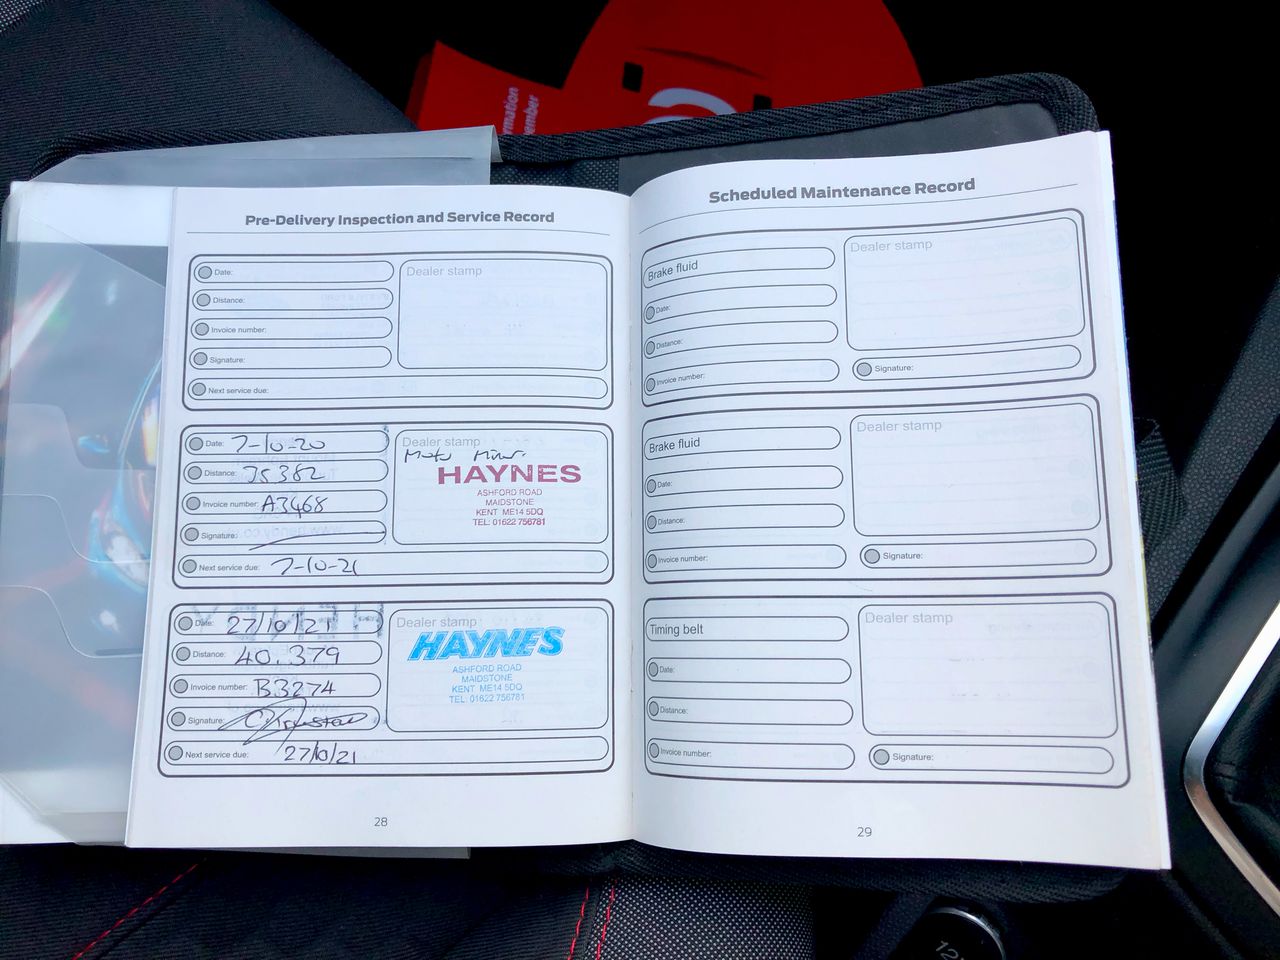 rmation
ember
Pre-Delivery Inspection and Service Record
Date:
Distance:
Invoice number:
Signature:
Next service due:
Dealer stamp
Date: 7-10-20
Distance: 35382
Invoice number: A3468
Signature:
Next service due: 7-10-21
Dealer stamp
HAYNES
ASHFORD ROAD
MAIDSTONE
KENT ME14 5DQ
TEL: 01622 756781
Date: 27/10/21
Distance: 40,379
Invoice number: B3274
Signature:
Next service due: 27/10/21
Dealer stamp
HAYNES
ASHFORD ROAD
MAIDSTONE
KENT ME14 5DQ
TEL: 01622 756781
28
Scheduled Maintenance Record
Brake fluid
Date:
Distance:
Invoice number:
Dealer stamp
Signature:
Brake fluid
Date:
Distance:
Invoice number:
Dealer stamp
Signature:
Timing belt
Date:
Distance:
Invoice number:
Dealer stamp
Signature:
29
12V